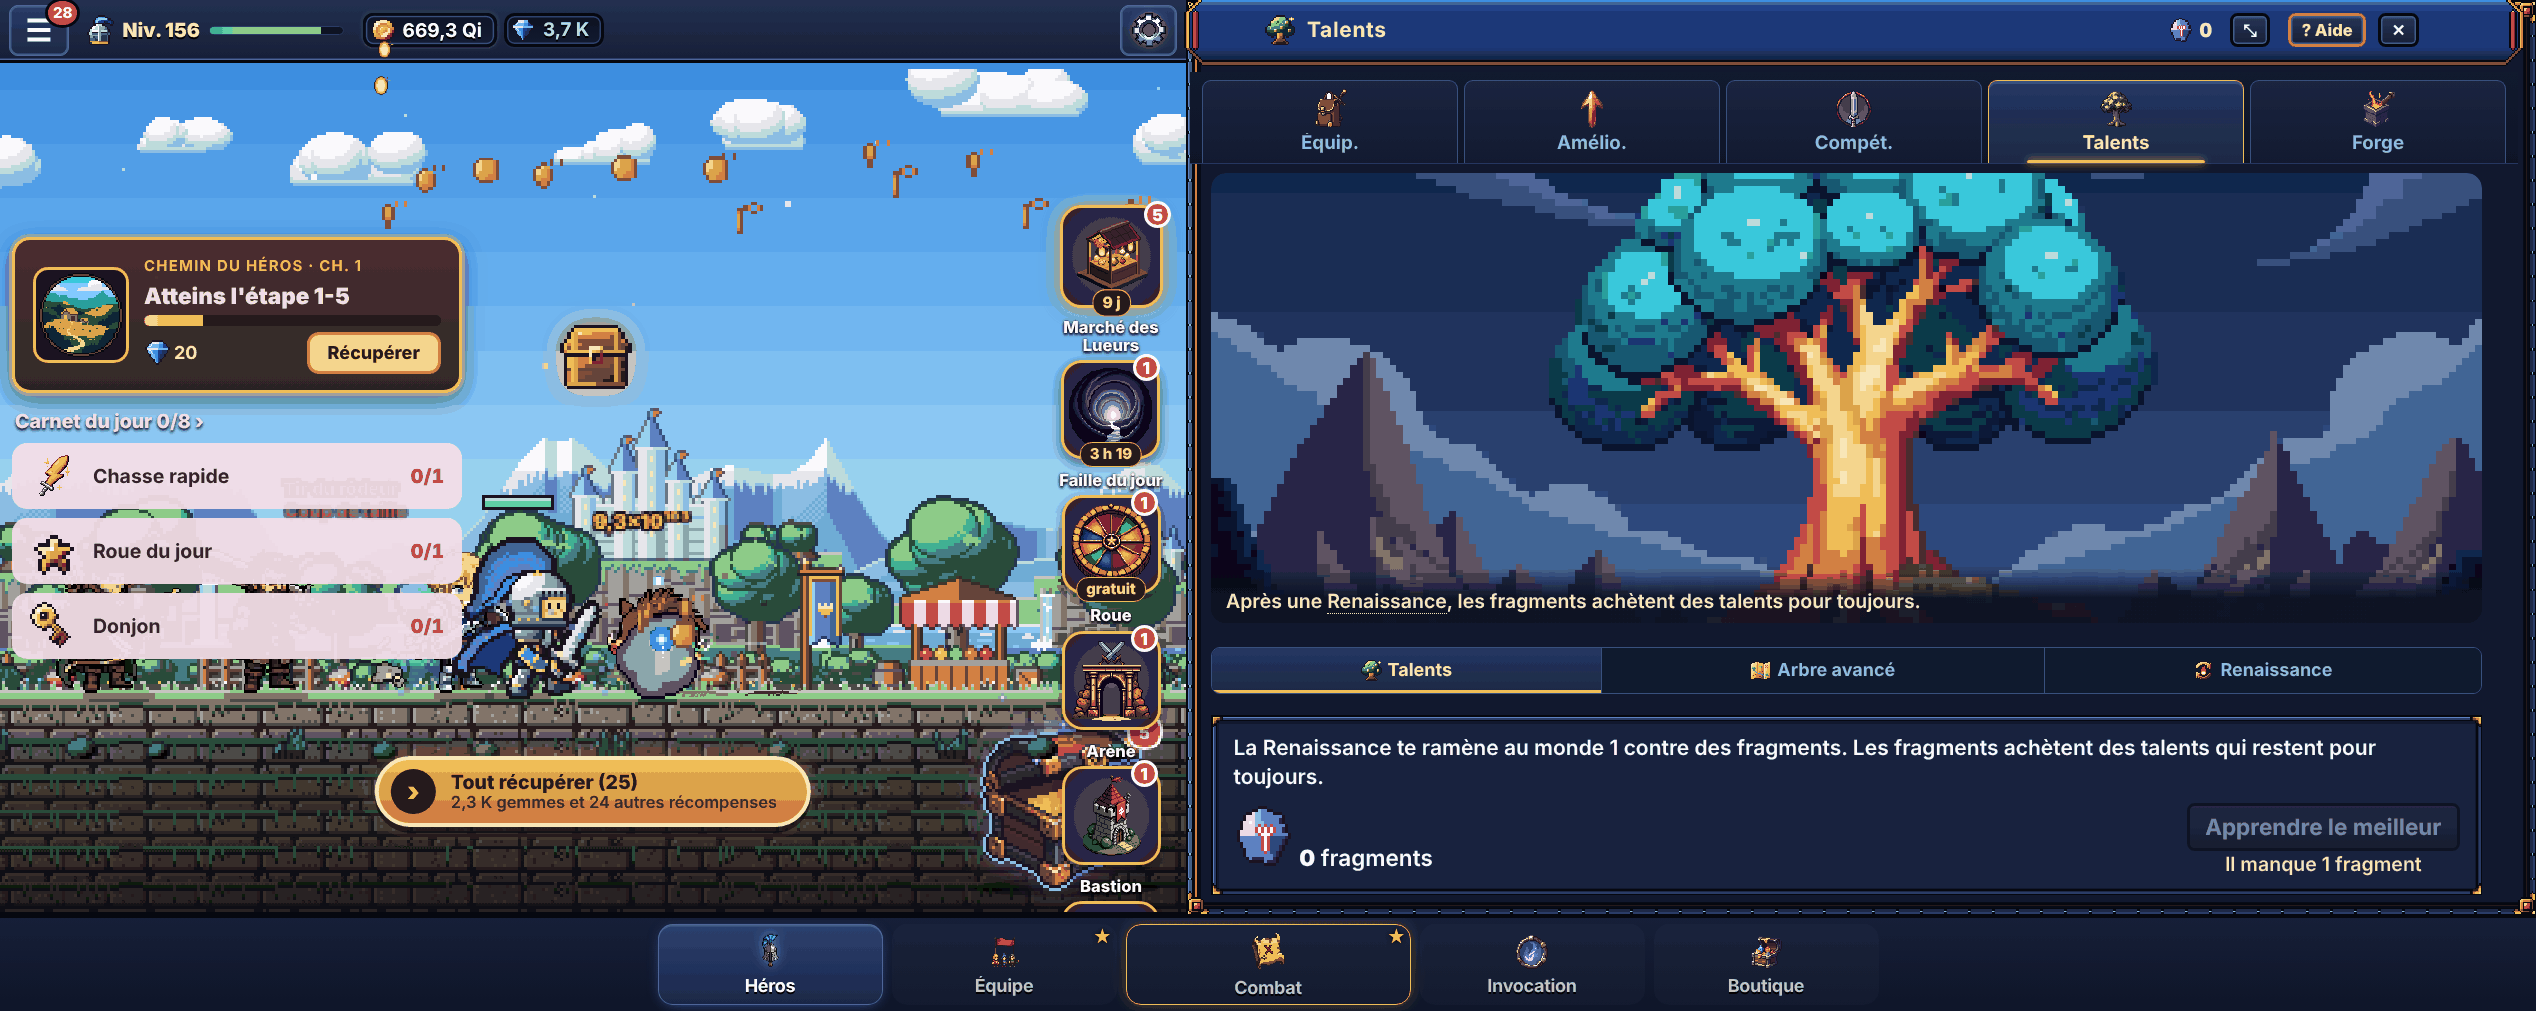 28
Niv. 156
669,3 Qi
3,7 K
Talents
0
? Aide
Équip.
Amélio.
Compét.
Talents
Forge
CHEMIN DU HÉROS · CH. 1
Atteins l'étape 1-5
20
Récupérer
Carnet du jour 0/8 ›
Chasse rapide
0/1
Roue du jour
0/1
Donjon
0/1
5
9 j
Marché des
Lueurs
1
3 h 19
Faille du jour
1
gratuit
Roue
1
Arène
5
1
Bastion
Tout récupérer (25)
2,3 K gemmes et 24 autres récompenses
Après une Renaissance, les fragments achètent des talents pour toujours.
Talents
Arbre avancé
Renaissance
La Renaissance te ramène au monde 1 contre des fragments. Les fragments achètent des talents qui restent pour
toujours.
0 fragments
Apprendre le meilleur
Il manque 1 fragment
Héros
Équipe
Combat
Invocation
Boutique